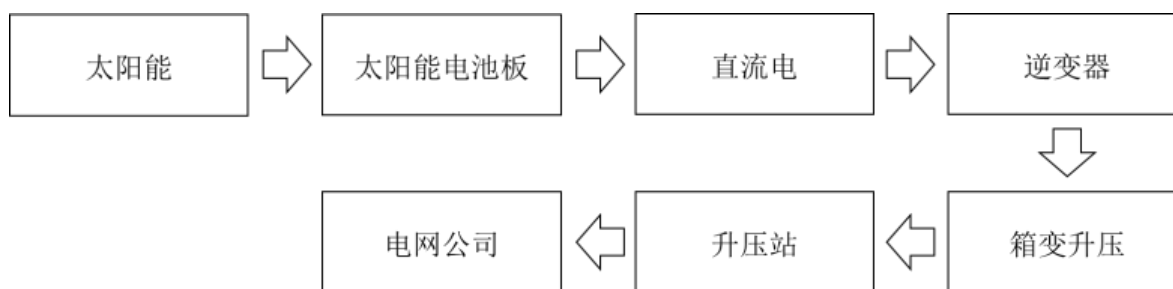 太阳能
太阳能电池板
直流电
逆变器
箱变升压
升压站
电网公司